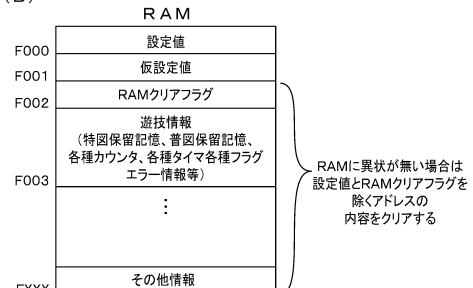 RAM
設定値
F000
仮設定値
F001
RAMクリアフラグ
F002
遊技情報
(特図保留記憶、普図保留記憶、
各種カウンタ、各種タイマ各種フラグ
エラー情報等)
F003
⋮
その他情報
RAMに異状が無い場合は
設定値とRAMクリアフラグを
除くアドレスの
内容をクリアする